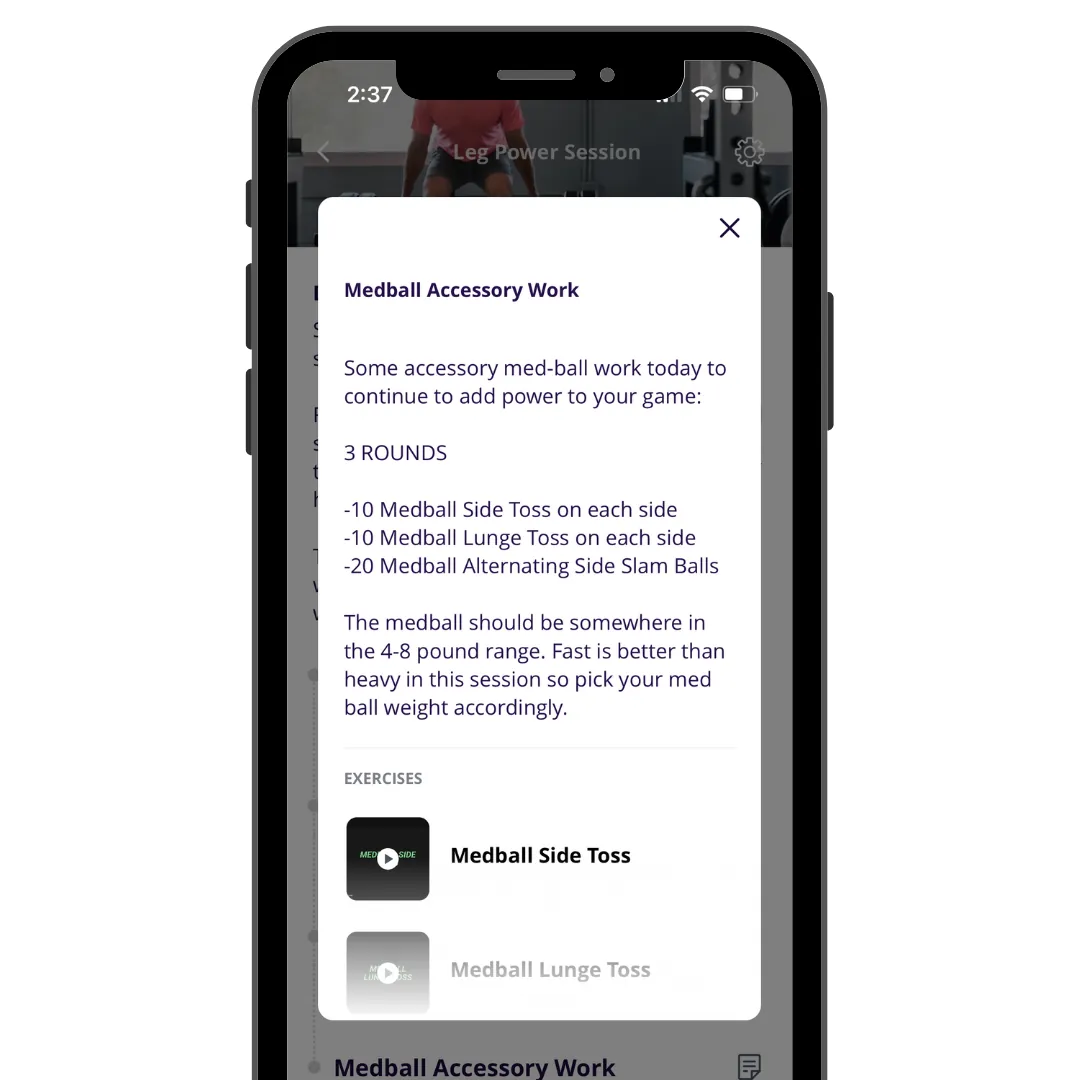 2:37
Leg Power Session
Medball Accessory Work
Some accessory med-ball work today to
continue to add power to your game:
3 ROUNDS
-10 Medball Side Toss on each side
-10 Medball Lunge Toss on each side
-20 Medball Alternating Side Slam Balls
The medball should be somewhere in
the 4-8 pound range. Fast is better than
heavy in this session so pick your med
ball weight accordingly.
EXERCISES
SIDE
Medball Side Toss
Medball Lunge Toss
Medball Accessory Work